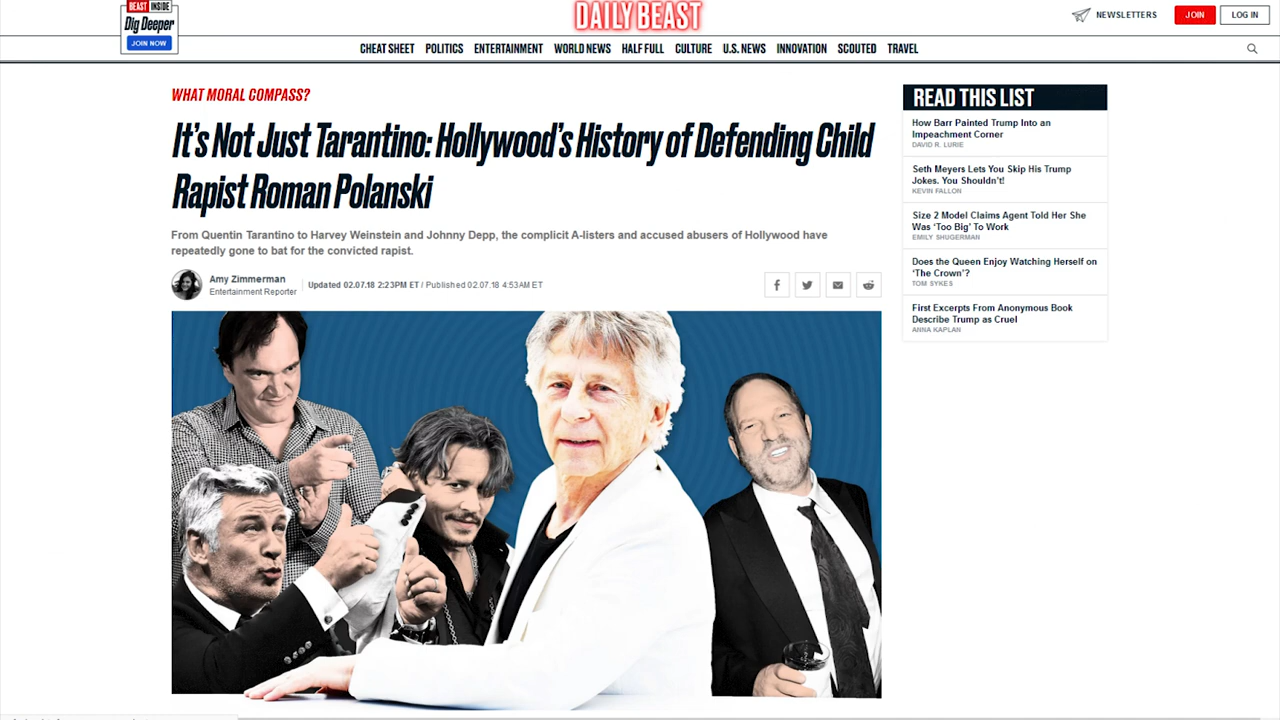 BEAST INSIDE
Dig Deeper
JOIN NOW
DAILY BEAST
NEWSLETTERS
JOIN
LOG IN
CHEAT SHEET POLITICS ENTERTAINMENT WORLD NEWS HALF FULL CULTURE U.S. NEWS INNOVATION SCOUTED TRAVEL
WHAT MORAL COMPASS?
It's Not Just Tarantino: Hollywood's History of Defending Child
Rapist Roman Polanski
From Quentin Tarantino to Harvey Weinstein and Johnny Depp, the complicit A-listers and accused abusers of Hollywood have
repeatedly gone to bat for the convicted rapist.
Amy Zimmerman
Entertainment Reporter
Updated 02.07.18 2:23PM ET / Published 02.07.18 4:53AM ET
READ THIS LIST
How Barr Painted Trump Into an
Impeachment Corner
DAVID R. LURIE
Seth Meyers Lets You Skip His Trump
Jokes. You Shouldn't!
KEVIN FALLON
Size 2 Model Claims Agent Told Her She
Was 'Too Big' To Work
EMILY SHUGERMAN
Does the Queen Enjoy Watching Herself on
'The Crown'?
TOM SYKES
First Excerpts From Anonymous Book
Describe Trump as Cruel
ANNA KAPLAN